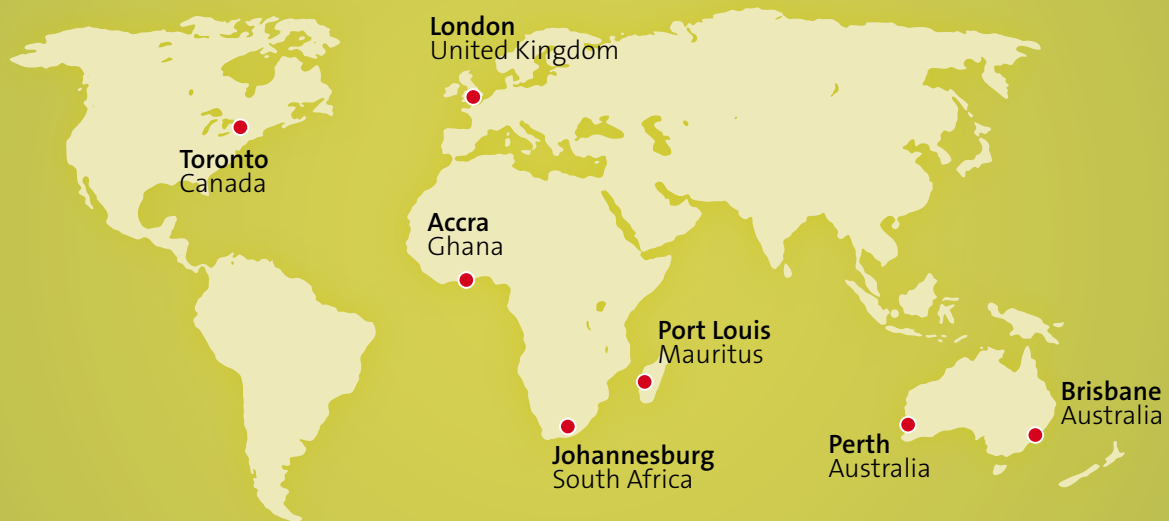 London
United Kingdom
Toronto
Canada
Accra
Ghana
Port Louis
Mauritus
Brisbane
Australia
Perth
Australia
Johannesburg
South Africa